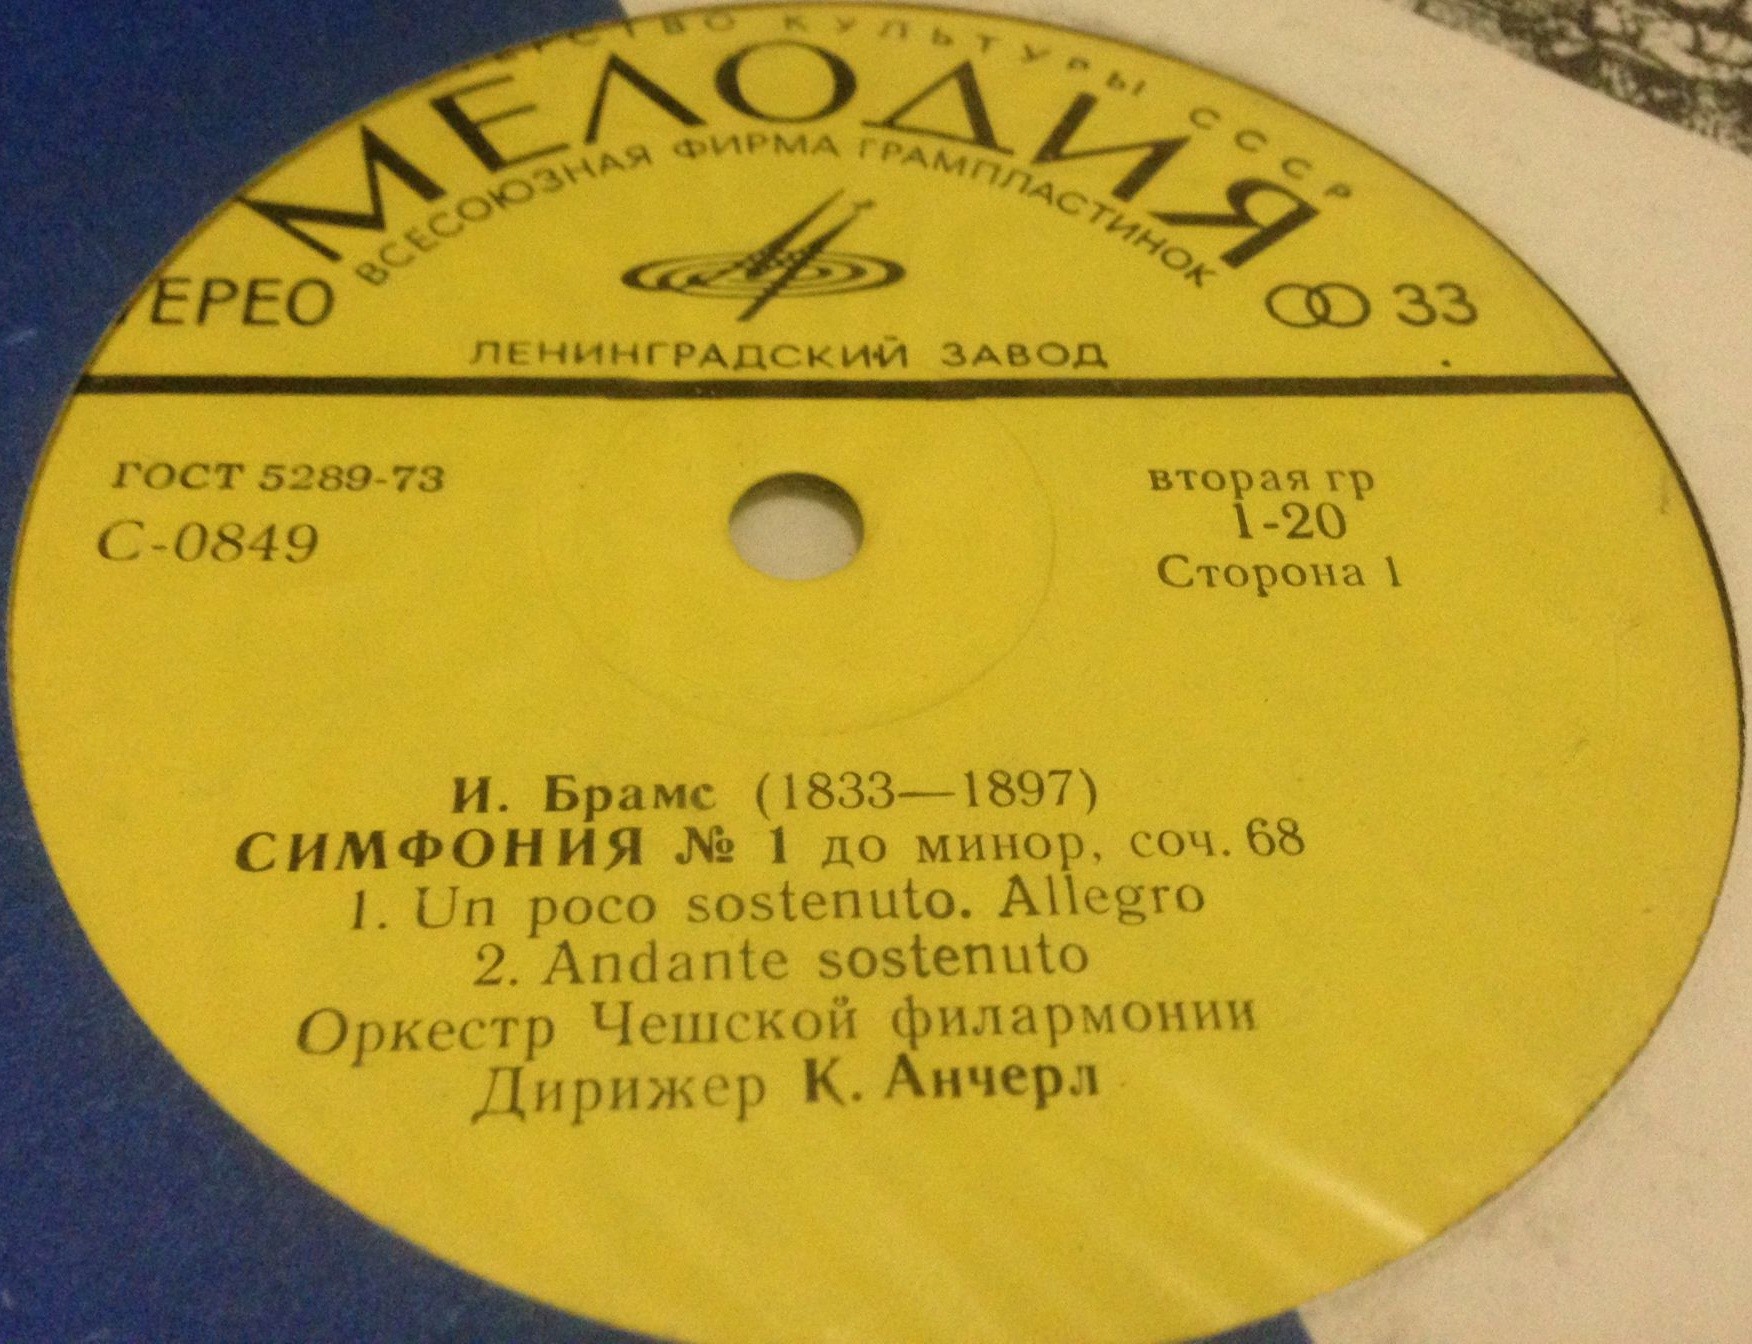 КУЛЬТУРЫ СССР
МЕЛОДИЯ
ВСЕСОЮЗНАЯ ФИРМА ГРАМПЛАСТИНОК
33
ЛЕНИНГРАДСКИЙ ЗАВОД
ГОСТ 5289-73
С-0849
вторая гр
1-20
Сторона 1
И. Брамс (1833—1897)
СИМФОНИЯ № 1 до минор, соч. 68
1. Un poco sostenuto. Allegro
2. Andante sostenuto
Оркестр Чешской филармонии
Дирижер К. Анчерл